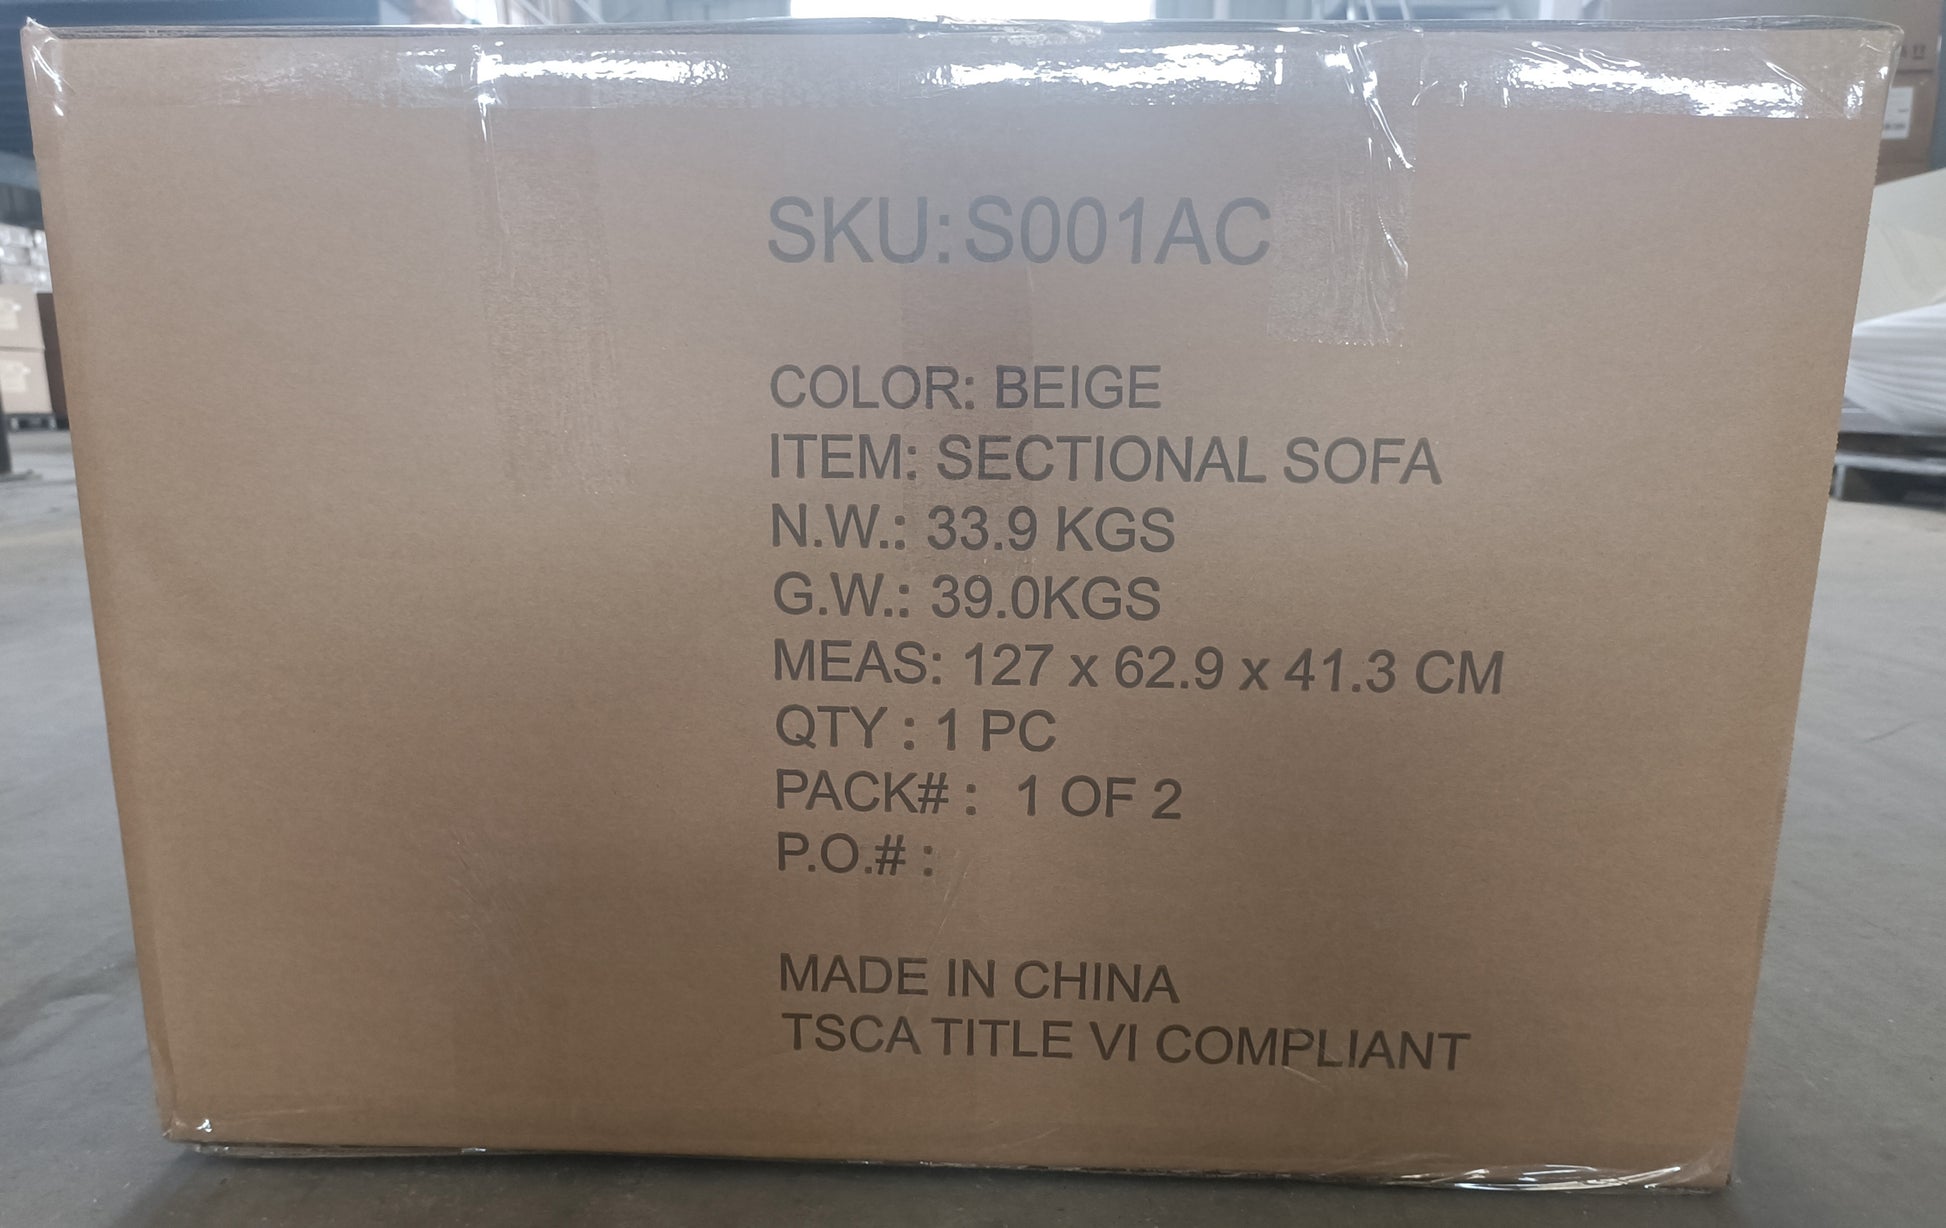 SKU:S001AC
COLOR: BEIGE
ITEM: SECTIONAL SOFA
N.W.: 33.9 KGS
G.W.: 39.0KGS
MEAS: 127 x 62.9 x 41.3 CM
QTY : 1 PC
PACK# : 1 OF 2
P.O.# :
MADE IN CHINA
TSCA TITLE VI COMPLIANT